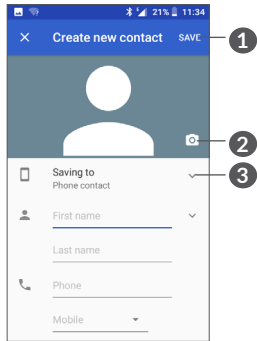 21% 11:34
Create new contact SAVE
1
2
Saving to
Phone contact
3
First name
Last name
Phone
Mobile